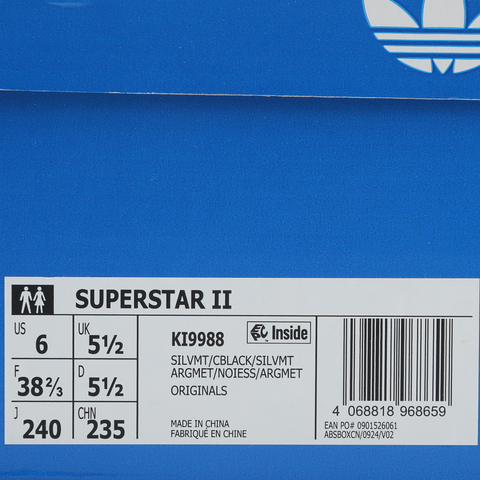 SUPERSTAR II
US 6 UK 5½
F 38⅔ D 5½
J 240 CHN 235
KI9988 Inside
SILVMT/CBLACK/SILVMT
ARGMET/NOIESS/ARGMET
ORIGINALS
MADE IN CHINA
FABRIQUÉ EN CHINE
4 068818 968659
EAN PO# 0901526061
ABSBOXCN/0924/V02